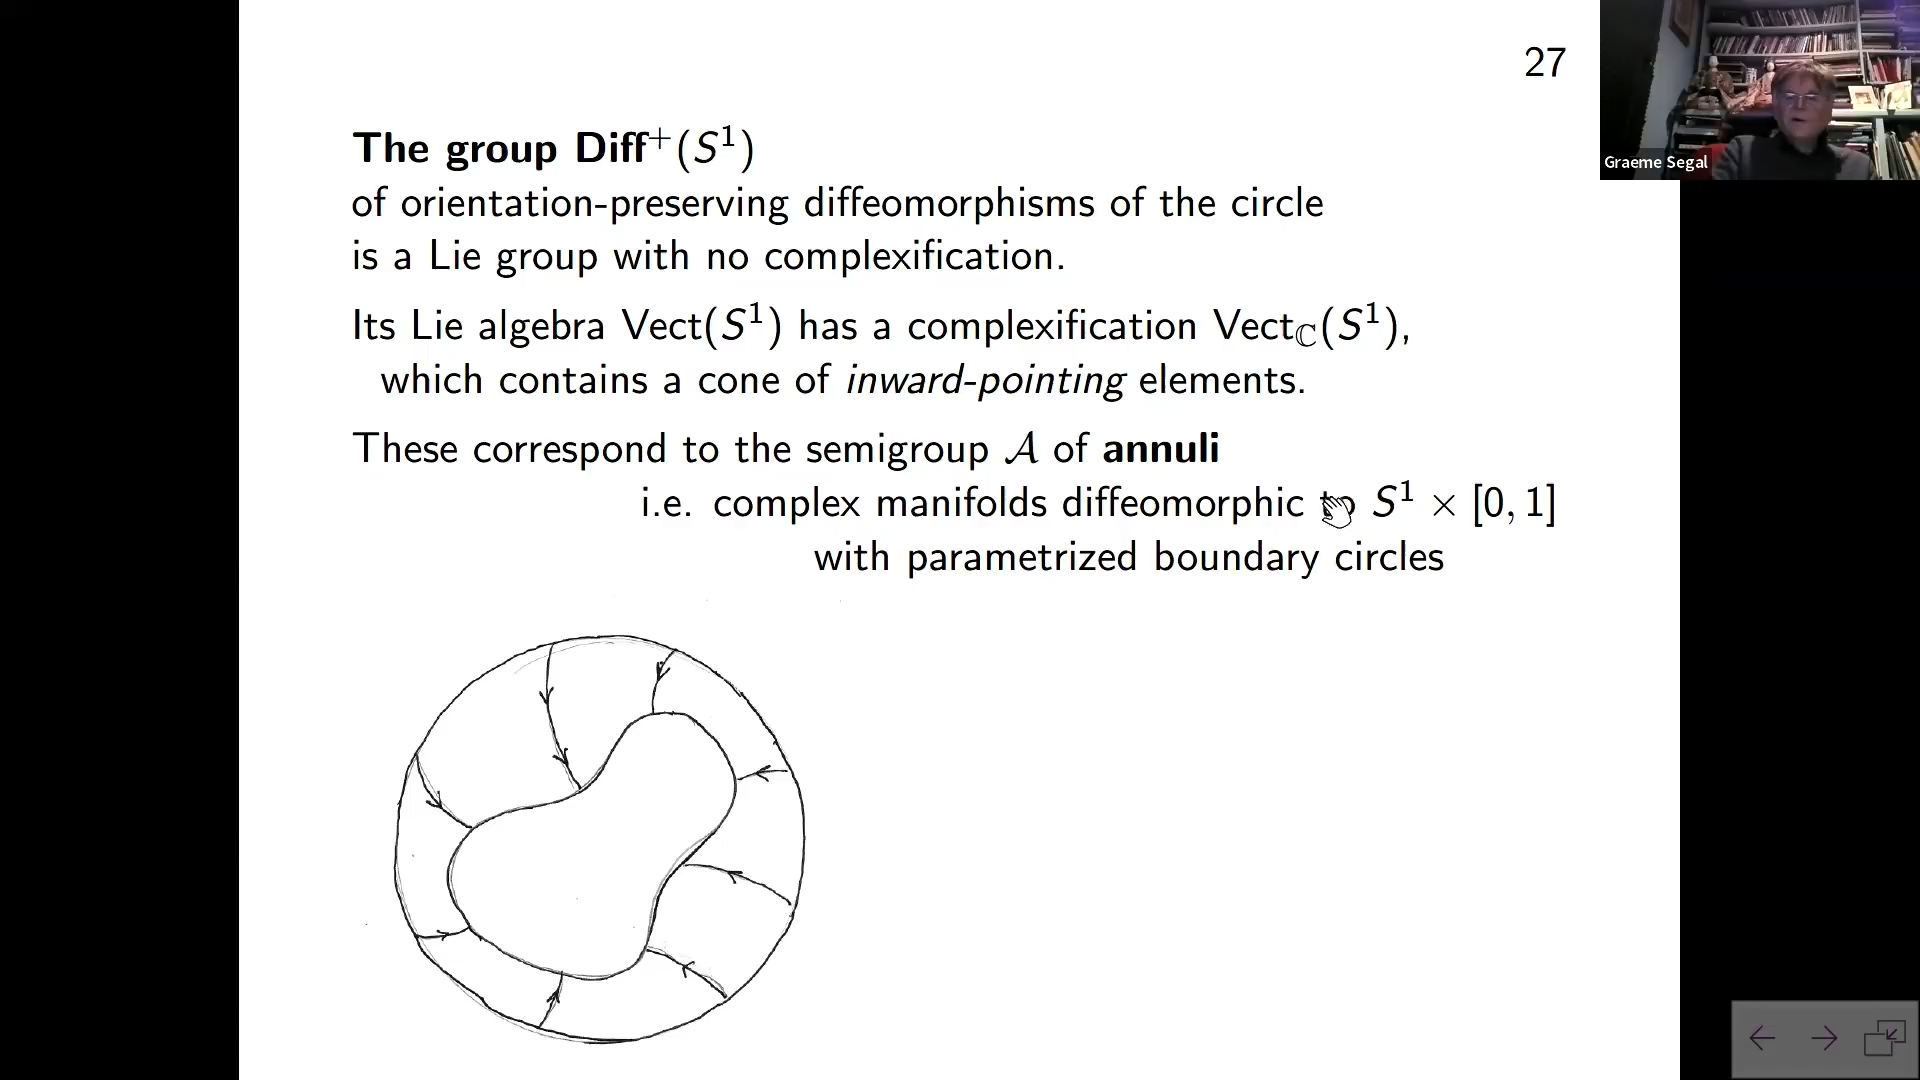 27
Graeme Segal
The group Diff⁺(S¹)
of orientation-preserving diffeomorphisms of the circle
is a Lie group with no complexification.
Its Lie algebra Vect(S¹) has a complexification Vect_ℂ(S¹),
which contains a cone of inward-pointing elements.
These correspond to the semigroup 𝒜 of annuli
i.e. complex manifolds diffeomorphic to S¹ × [0, 1]
with parametrized boundary circles